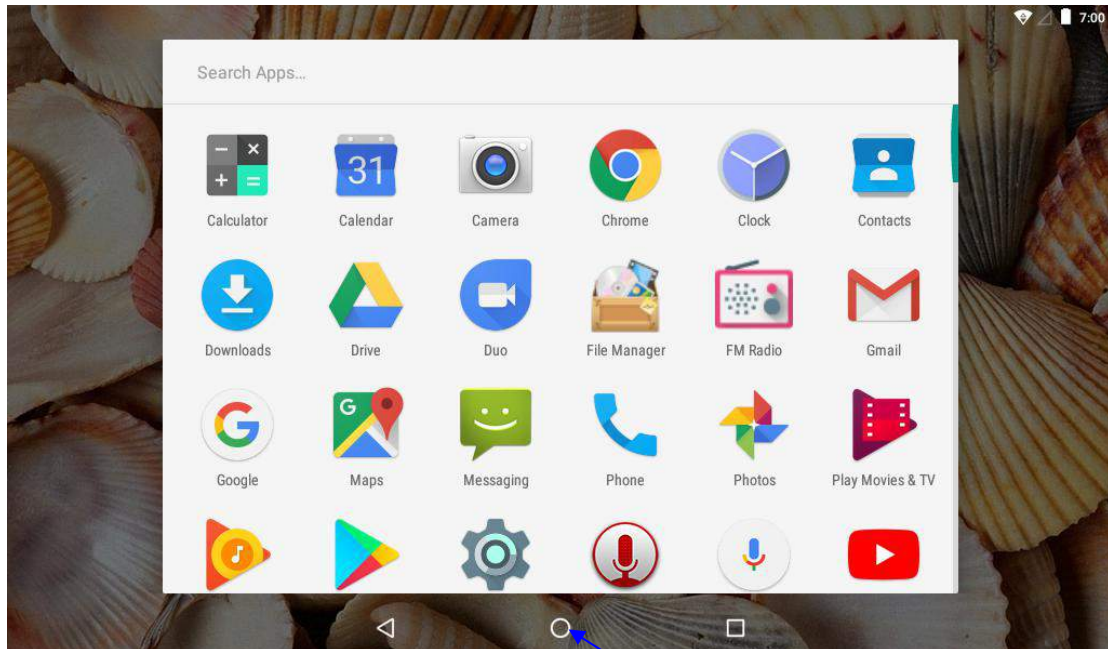 7:00
Search Apps…
31
Calculator Calendar Camera Chrome Clock Contacts
Downloads Drive Duo File Manager FM Radio Gmail
G
G
Google Maps Messaging Phone Photos Play Movies & TV